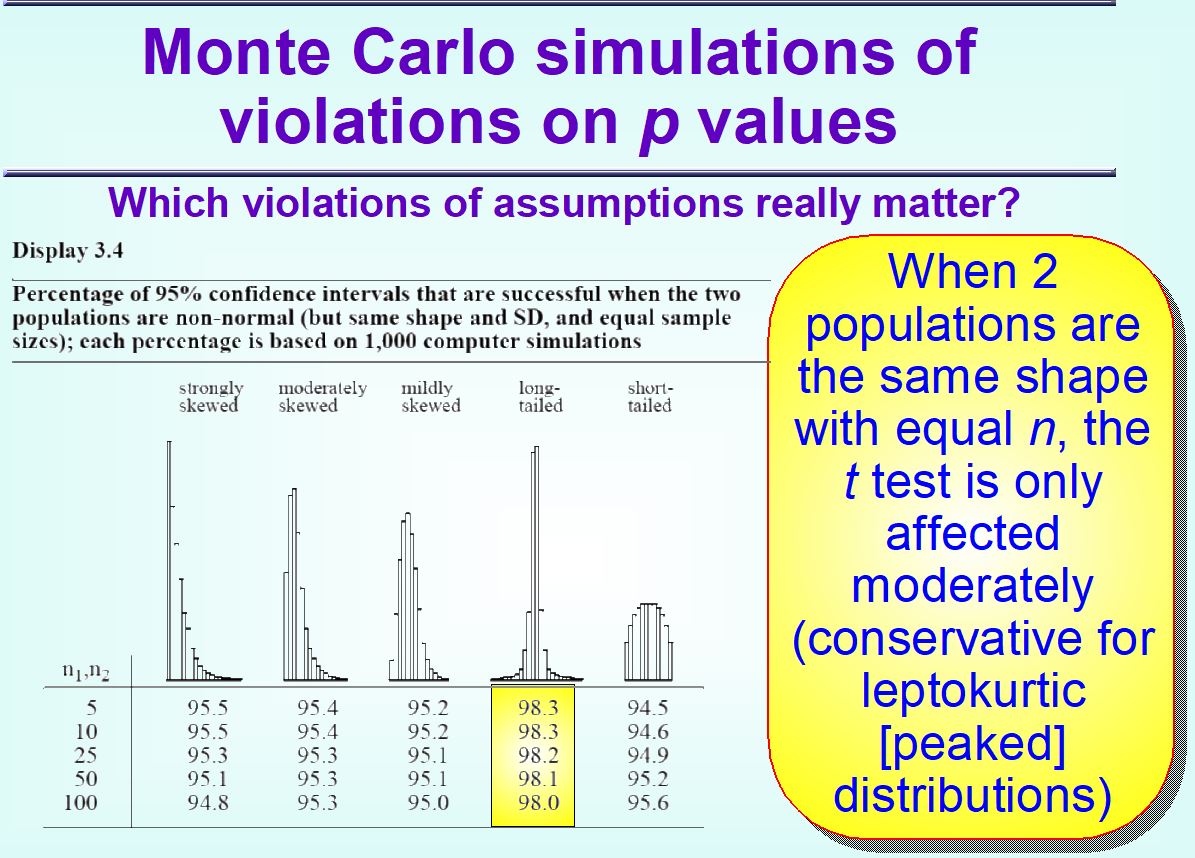 Monte Carlo simulations of
violations on p values
Which violations of assumptions really matter?
Display 3.4
Percentage of 95% confidence intervals that are successful when the two
populations are non-normal (but same shape and SD, and equal sample
sizes); each percentage is based on 1,000 computer simulations
strongly skewed
moderately skewed
mildly skewed
long-tailed
short-tailed
n1,n2
5 95.5 95.4 95.2 98.3 94.5
10 95.5 95.4 95.2 98.3 94.6
25 95.3 95.3 95.1 98.2 94.9
50 95.1 95.3 95.1 98.1 95.2
100 94.8 95.3 95.0 98.0 95.6
When 2
populations are
the same shape
with equal n, the
t test is only
affected
moderately
(conservative for
leptokurtic
[peaked]
distributions)